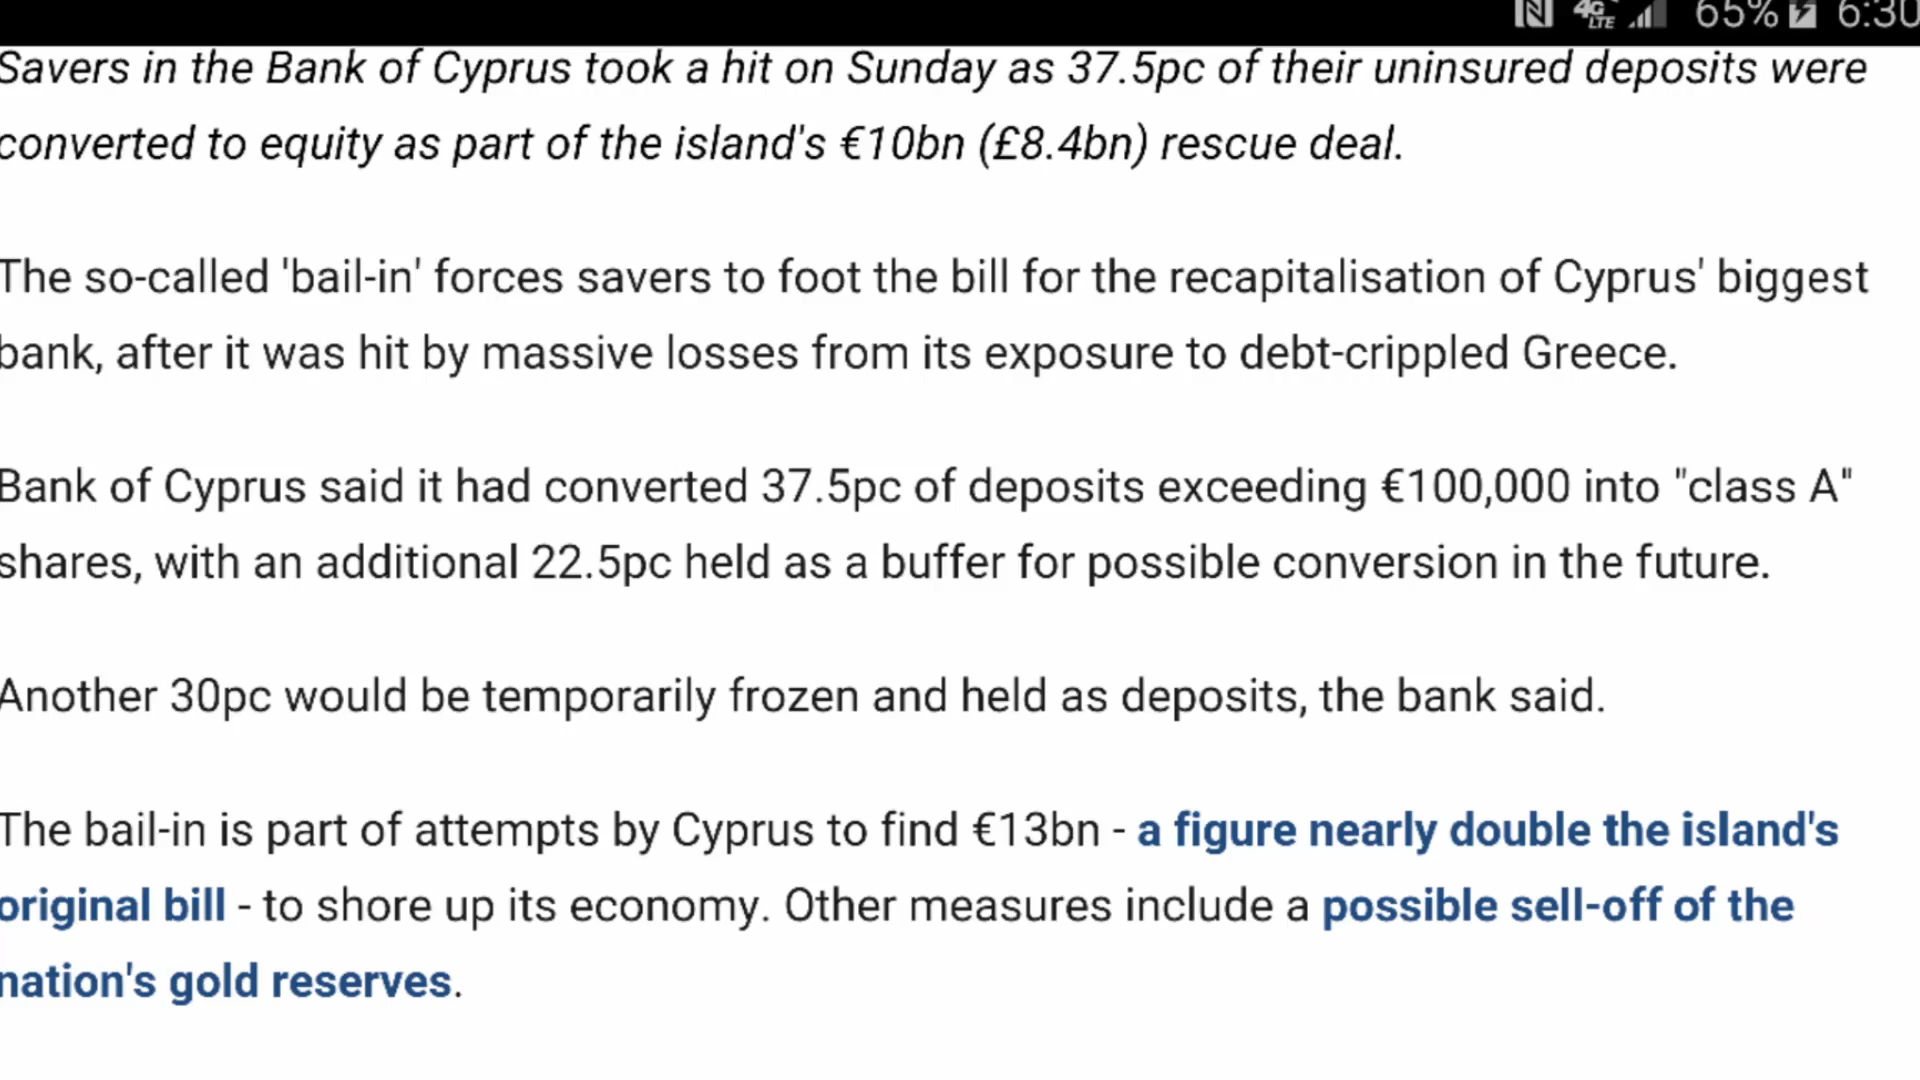 65% 6:30
Savers in the Bank of Cyprus took a hit on Sunday as 37.5pc of their uninsured deposits were
converted to equity as part of the island's €10bn (£8.4bn) rescue deal.
The so-called 'bail-in' forces savers to foot the bill for the recapitalisation of Cyprus' biggest
bank, after it was hit by massive losses from its exposure to debt-crippled Greece.
Bank of Cyprus said it had converted 37.5pc of deposits exceeding €100,000 into "class A"
shares, with an additional 22.5pc held as a buffer for possible conversion in the future.
Another 30pc would be temporarily frozen and held as deposits, the bank said.
The bail-in is part of attempts by Cyprus to find €13bn - a figure nearly double the island's
original bill - to shore up its economy. Other measures include a possible sell-off of the
nation's gold reserves.